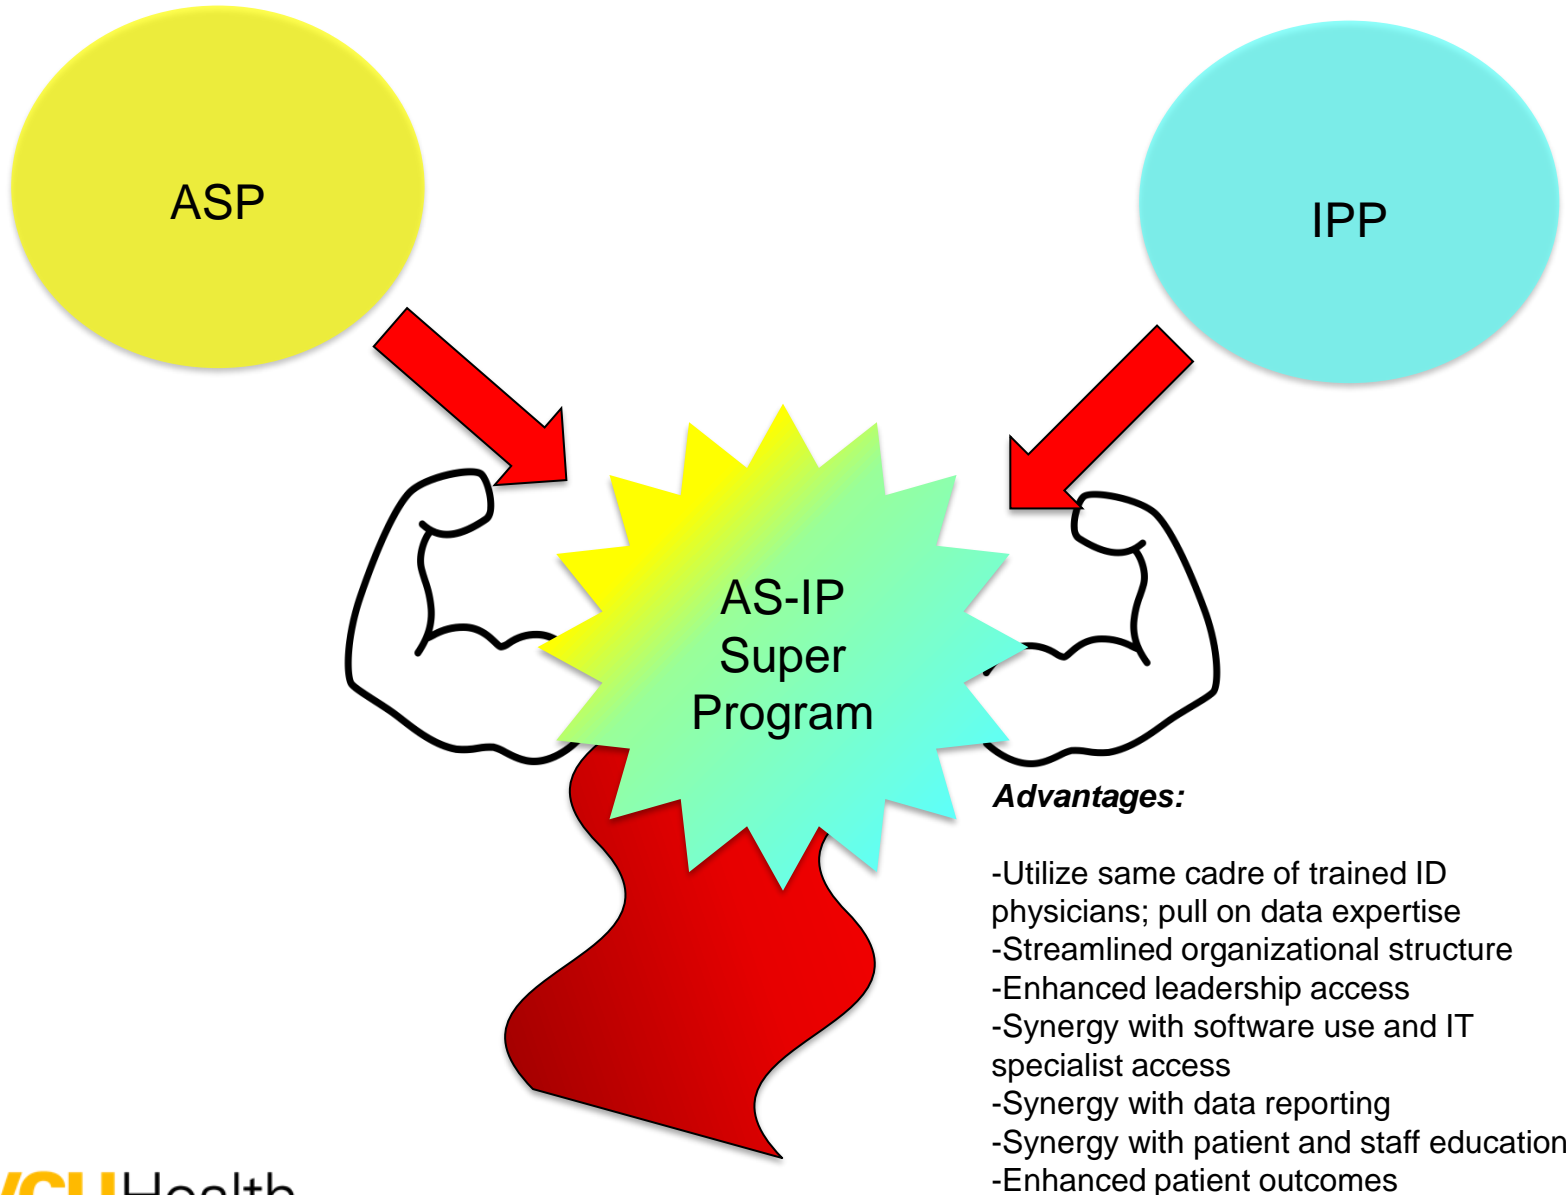 ASP
IPP
AS-IP
Super
Program
Advantages:
-Utilize same cadre of trained ID
physicians; pull on data expertise
-Streamlined organizational structure
-Enhanced leadership access
-Synergy with software use and IT
specialist access
-Synergy with data reporting
-Synergy with patient and staff education
-Enhanced patient outcomes
VCUHealth